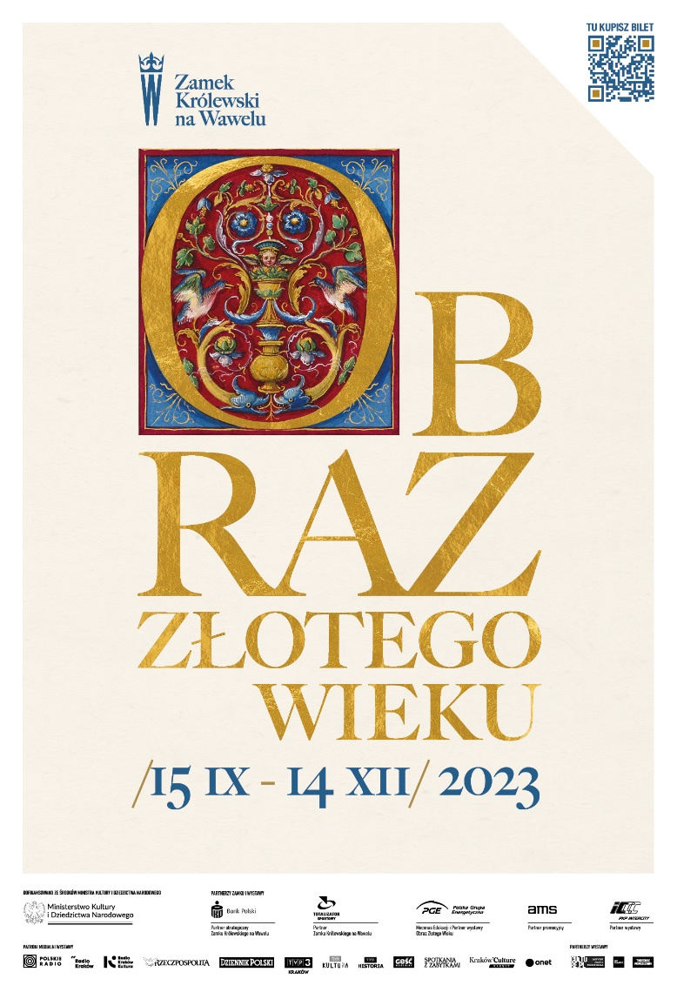 TU KUPISZ BILET
Zamek
Królewski
na Wawelu
OB
RAZ
ZŁOTEGO
WIEKU
/15 IX - 14 XII/ 2023
DOFINANSOWANO ZE ŚRODKÓW MINISTRA KULTURY I DZIEDZICTWA NARODOWEGO
Ministerstwo Kultury
i Dziedzictwa Narodowego
PARTNERZY ZAMKU I WYSTAWY
Bank Polski
Partner strategiczny
Zamku Królewskiego na Wawelu
TOTALIZATOR
SPORTOWY
Partner
Zamku Królewskiego na Wawelu
PGE Polska Grupa
Energetyczna
Mecenas Edukacji i Partner wystawy
Obraz Złotego Wieku
ams
Partner promocyjny
PKP INTERCITY
Partner wystawy
PATRONI MEDIALNI WYSTAWY
POLSKIE
RADIO
Radio
Kraków
Radio
Kraków
Kultura
RZECZPOSPOLITA
DZIENNIK POLSKI
TVP3
KRAKÓW
TVP
KULTURA
TVP
HISTORIA
GOŚĆ
SPOTKANIA
Z ZABYTKAMI
Kraków Culture
onet
PARTNERZY WYSTAWY